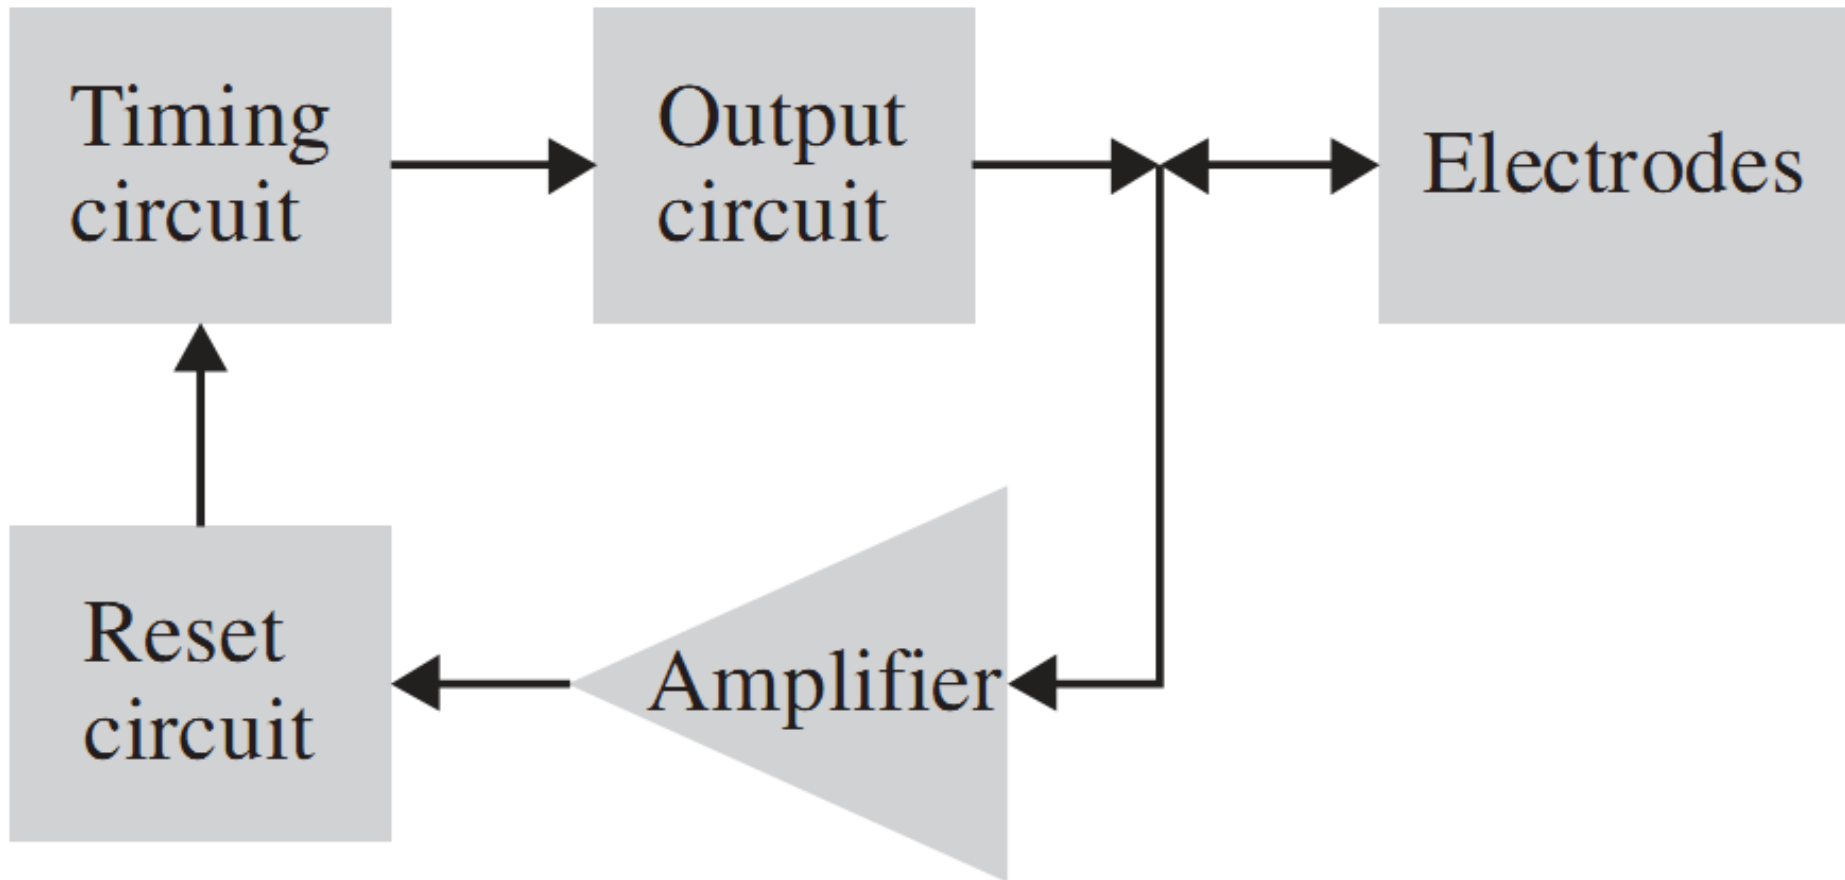 Timing
circuit
Output
circuit
Electrodes
Reset
circuit
Amplifier